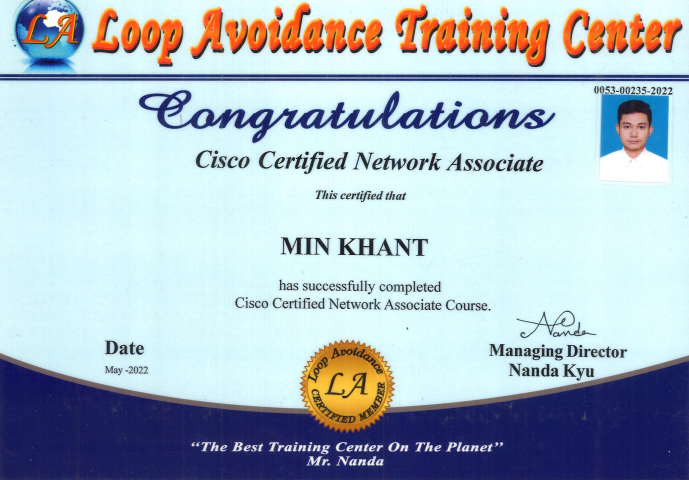 LA Loop Avoidance Training Center
0053-00235-2022
Congratulations
Cisco Certified Network Associate
This certified that
MIN KHANT
has successfully completed
Cisco Certified Network Associate Course.
Nanda
Date
Managing Director
May -2022
Nanda Kyu
Loop Avoidance
LA
CERTIFIED MEMBER
“The Best Training Center On The Planet”
Mr. Nanda